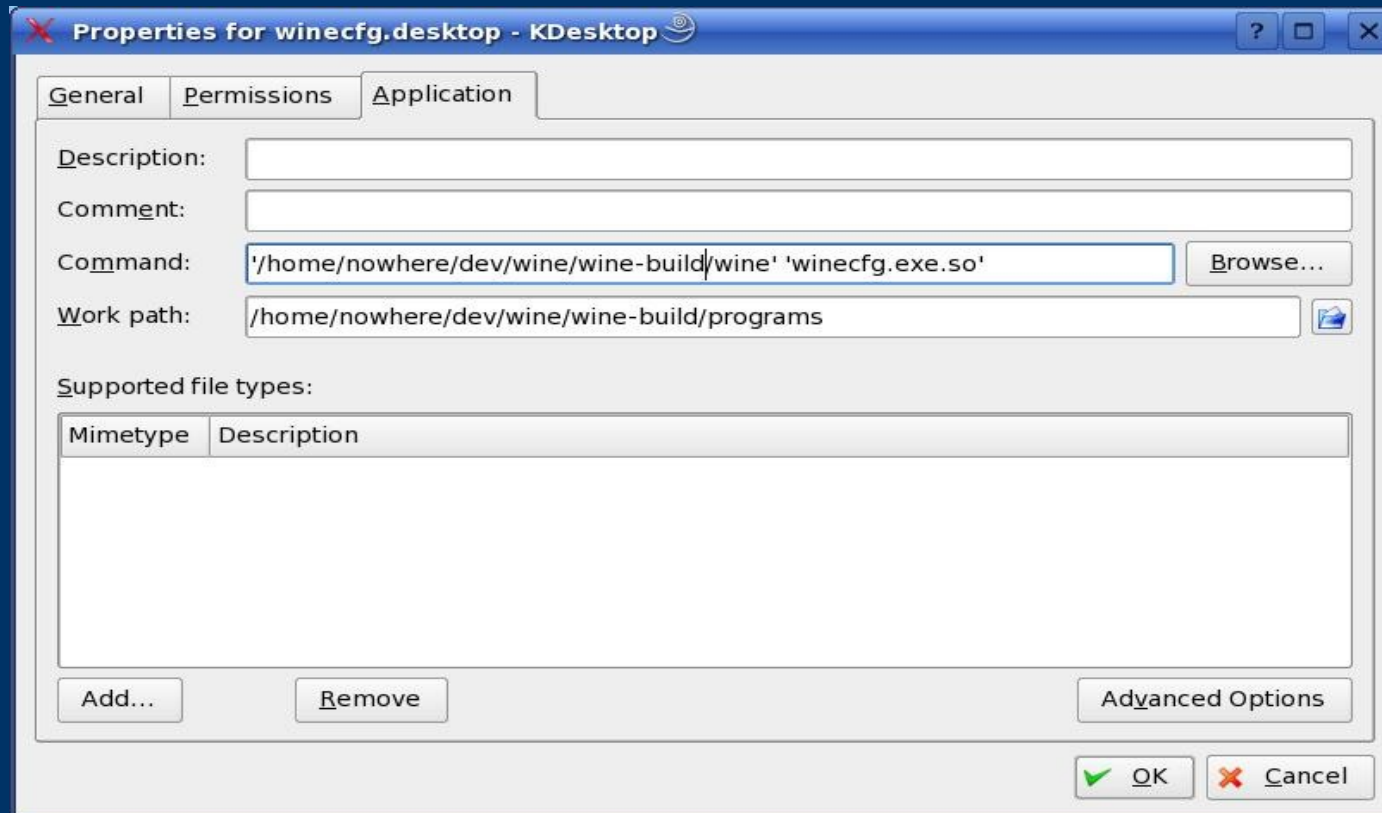 Properties for winecfg.desktop - KDesktop
?
General Permissions Application
Description:
Comment:
Command: '/home/nowhere/dev/wine/wine-build/wine' 'winecfg.exe.so' Browse...
Work path: /home/nowhere/dev/wine/wine-build/programs
Supported file types:
Mimetype Description
Add... Remove Advanced Options
OK Cancel